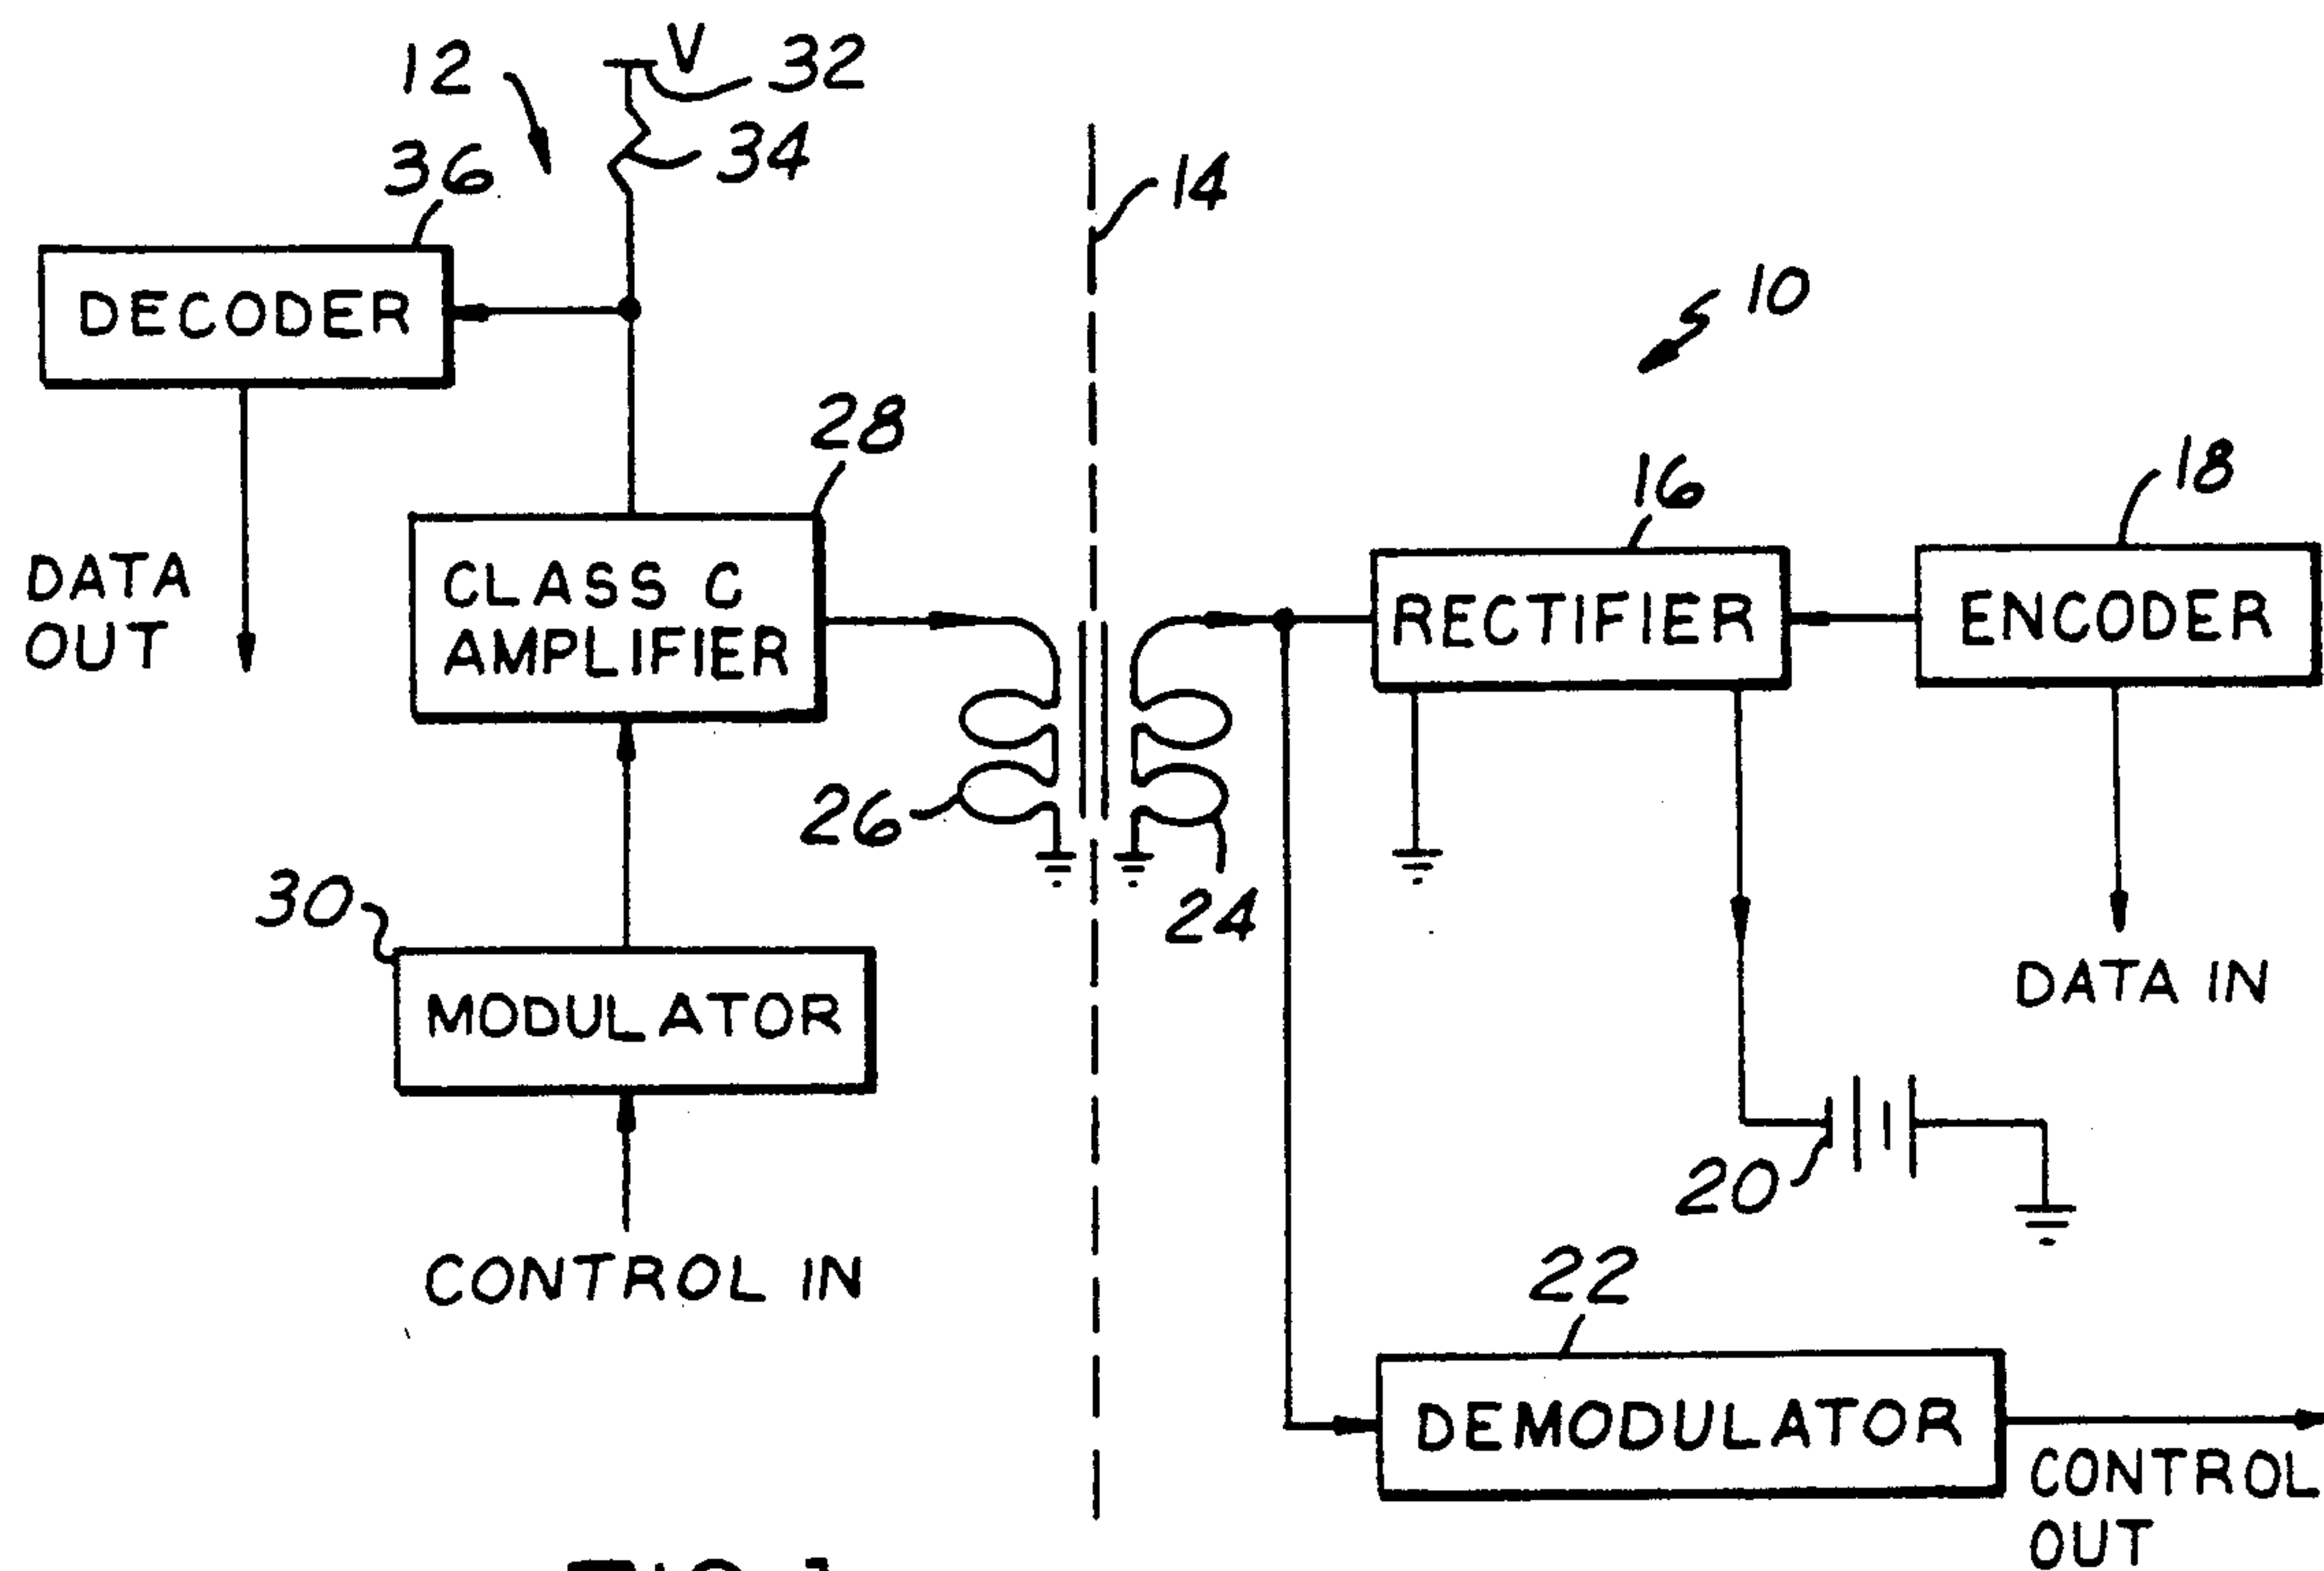 12
V
32
34
36
14
10
DECODER
28
16
18
DATA
OUT
CLASS C
AMPLIFIER
RECTIFIER
ENCODER
26
24
30
MODULATOR
DATA IN
20
CONTROL IN
22
DEMODULATOR
CONTROL
OUT